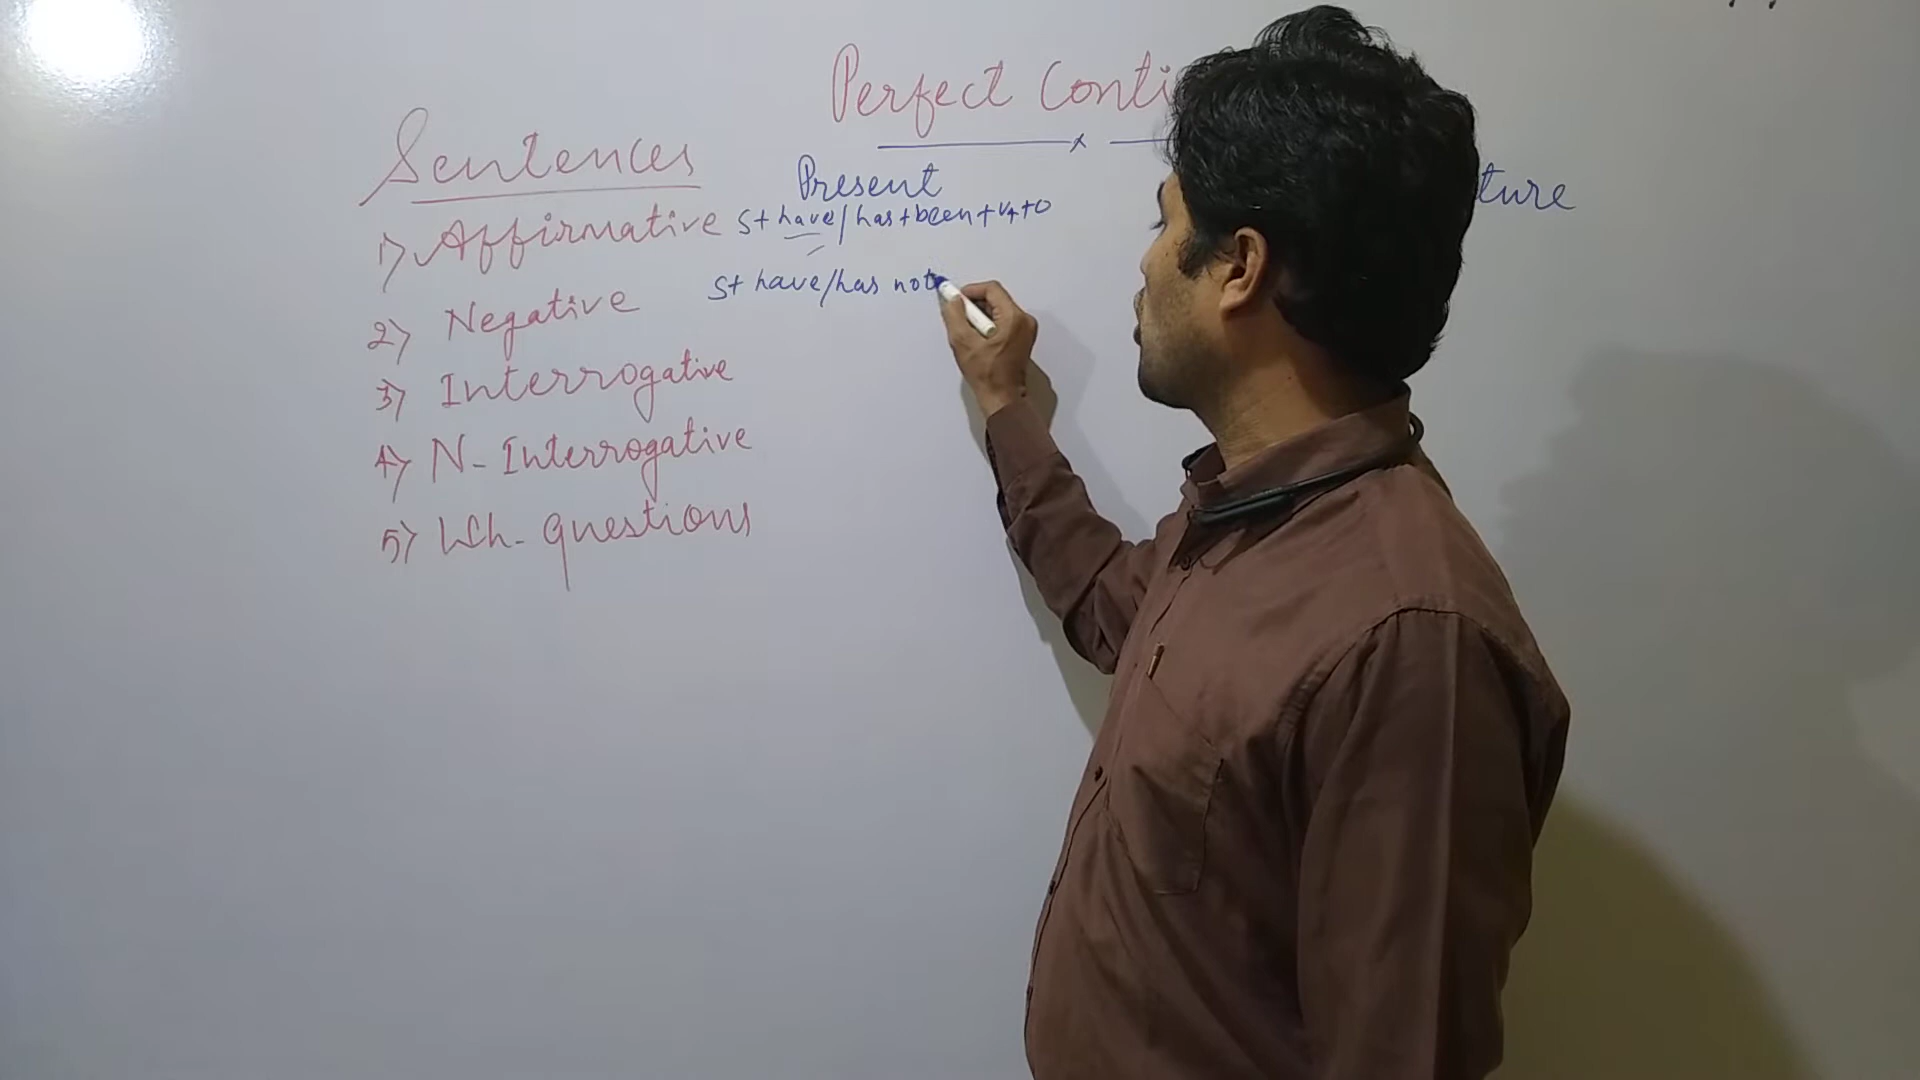 Perfect Conti
Sentences
Present
ture
1) Affirmative S+ have/has+been+V4+O
2) Negative S+ have/has not
3) Interrogative
4) N-Interrogative
5) Wh-questions